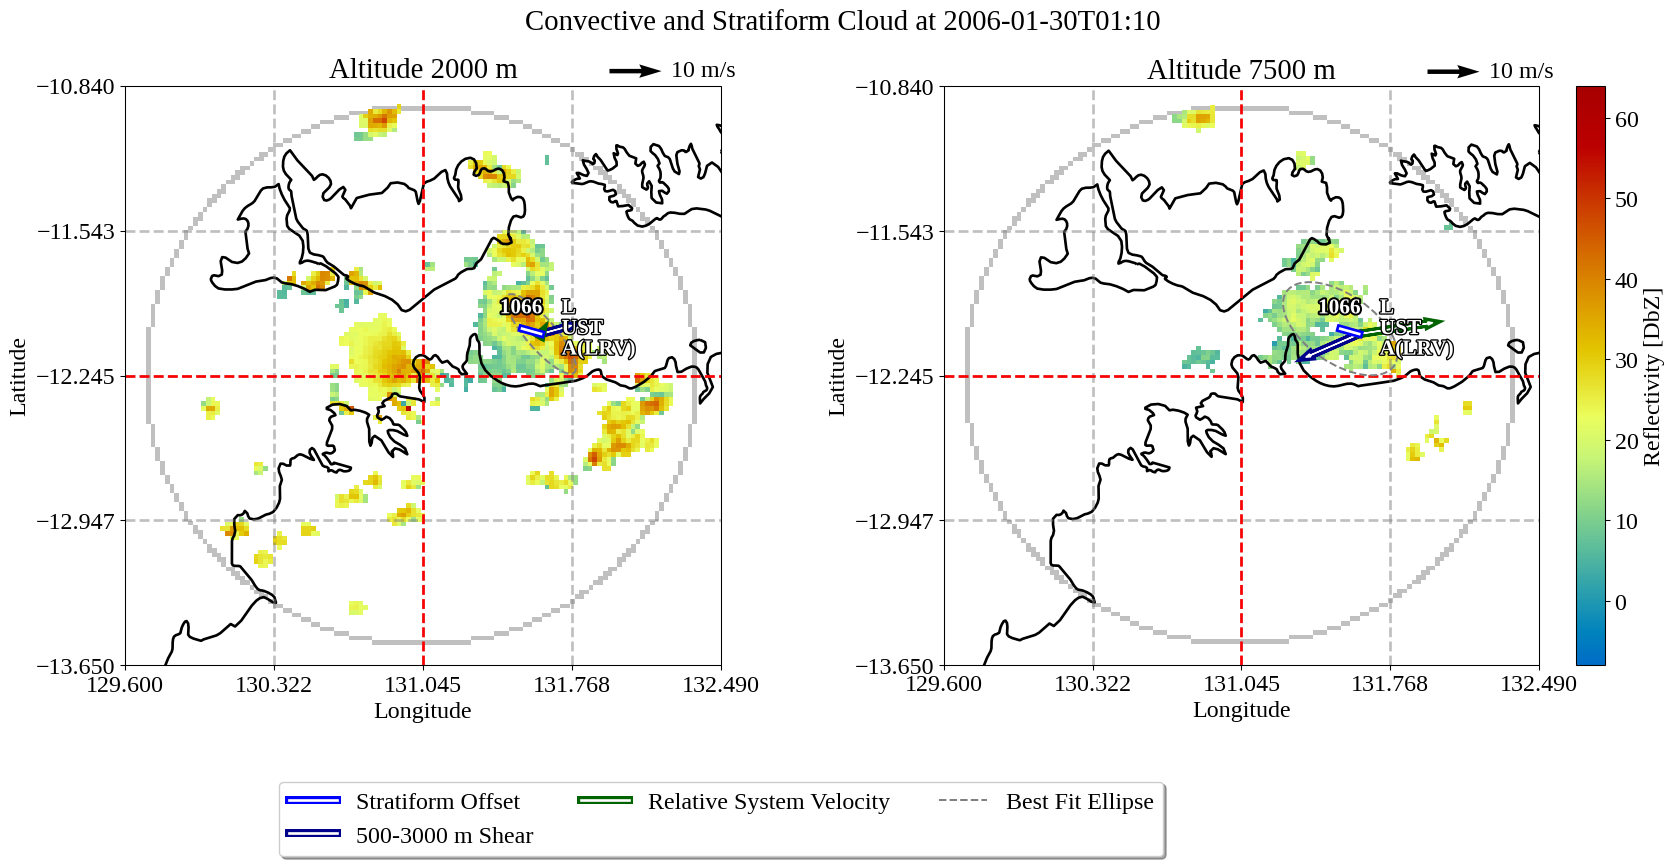 Convective and Stratiform Cloud at 2006-01-30T01:10
Altitude 2000 m
10 m/s
Altitude 7500 m
10 m/s
−10.840
−11.543
−12.245
−12.947
−13.650
Latitude
129.600
130.322
131.045
131.768
132.490
Longitude
1066
L
UST
A(LRV)
−10.840
−11.543
−12.245
−12.947
−13.650
Latitude
129.600
130.322
131.045
131.768
132.490
Longitude
1066
L
UST
A(LRV)
60
50
40
30
20
10
0
Reflectivity [DbZ]
Stratiform Offset
500-3000 m Shear
Relative System Velocity
Best Fit Ellipse